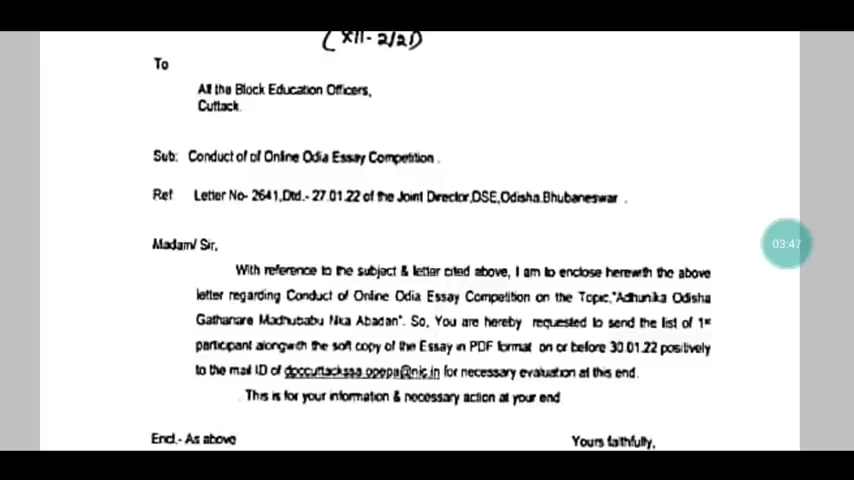 (XII-2/21)
To
All the Block Education Officers,
Cuttack.
Sub: Conduct of of Online Odia Essay Competition .
Ref Letter No- 2641,Dtd.- 27.01.22 of the Joint Director,DSE,Odisha.Bhubaneswar .
Madam/ Sir,
With reference to the subject & letter cited above, I am to enclose herewith the above
letter regarding Conduct of Online Odia Essay Competition on the Topic,"Adhunika Odisha
Gathanare Madhubabu Nka Abadan". So, You are hereby requested to send the list of 1st
participant alongwith the soft copy of the Essay in PDF format on or before 30.01.22 positively
to the mail ID of dpccuttackssa.opepa@nic.in for necessary evaluation at this end.
. This is for your information & necessary action at your end
Encl.- As above
Yours faithfully,
03:47